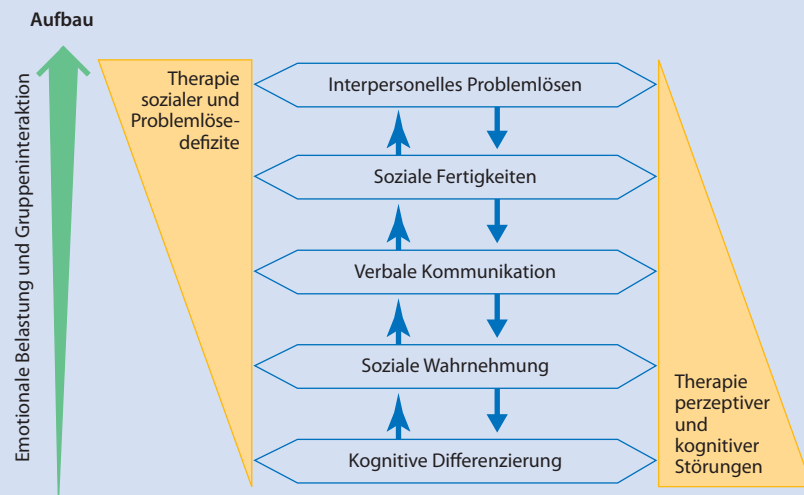 Aufbau
Emotionale Belastung und Gruppeninteraktion
Therapie
sozialer und
Problemlöse-
defizite
Interpersonelles Problemlösen
Soziale Fertigkeiten
Verbale Kommunikation
Soziale Wahrnehmung
Kognitive Differenzierung
Therapie
perzeptiver
und
kognitiver
Störungen